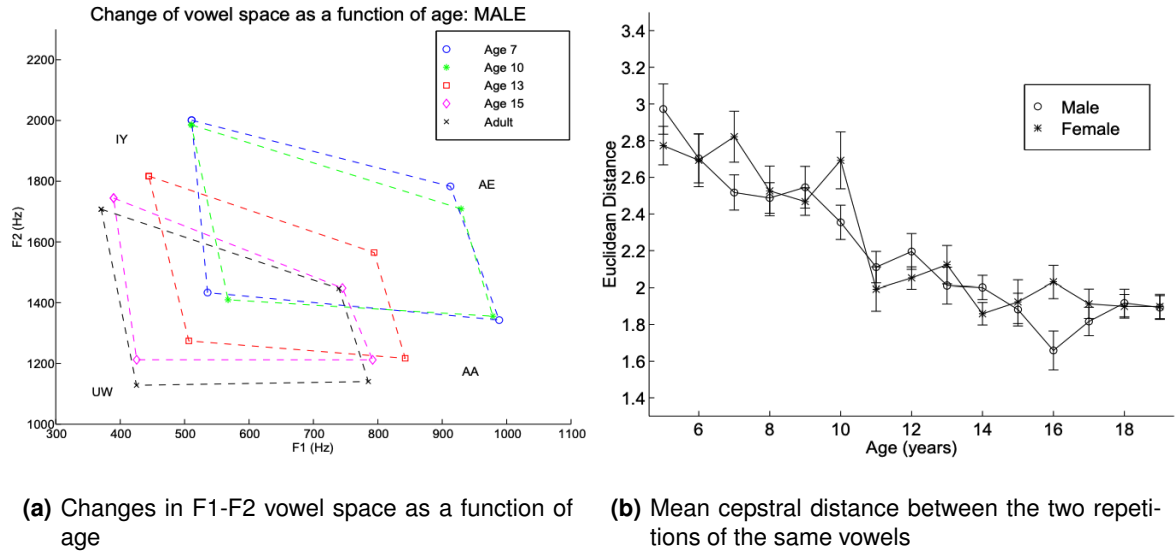 Change of vowel space as a function of age: MALE
2200
2000
1800
1600
1400
1200
1000
F2 (Hz)
300 400 500 600 700 800 900 1000 1100
F1 (Hz)
Age 7
Age 10
Age 13
Age 15
Adult
IY
AE
UW
AA
3.4
3.2
3
2.8
2.6
2.4
2.2
2
1.8
1.6
1.4
Euclidean Distance
6 8 10 12 14 16 18
Age (years)
Male
Female
(a) Changes in F1-F2 vowel space as a function of
age
(b) Mean cepstral distance between the two repeti-
tions of the same vowels